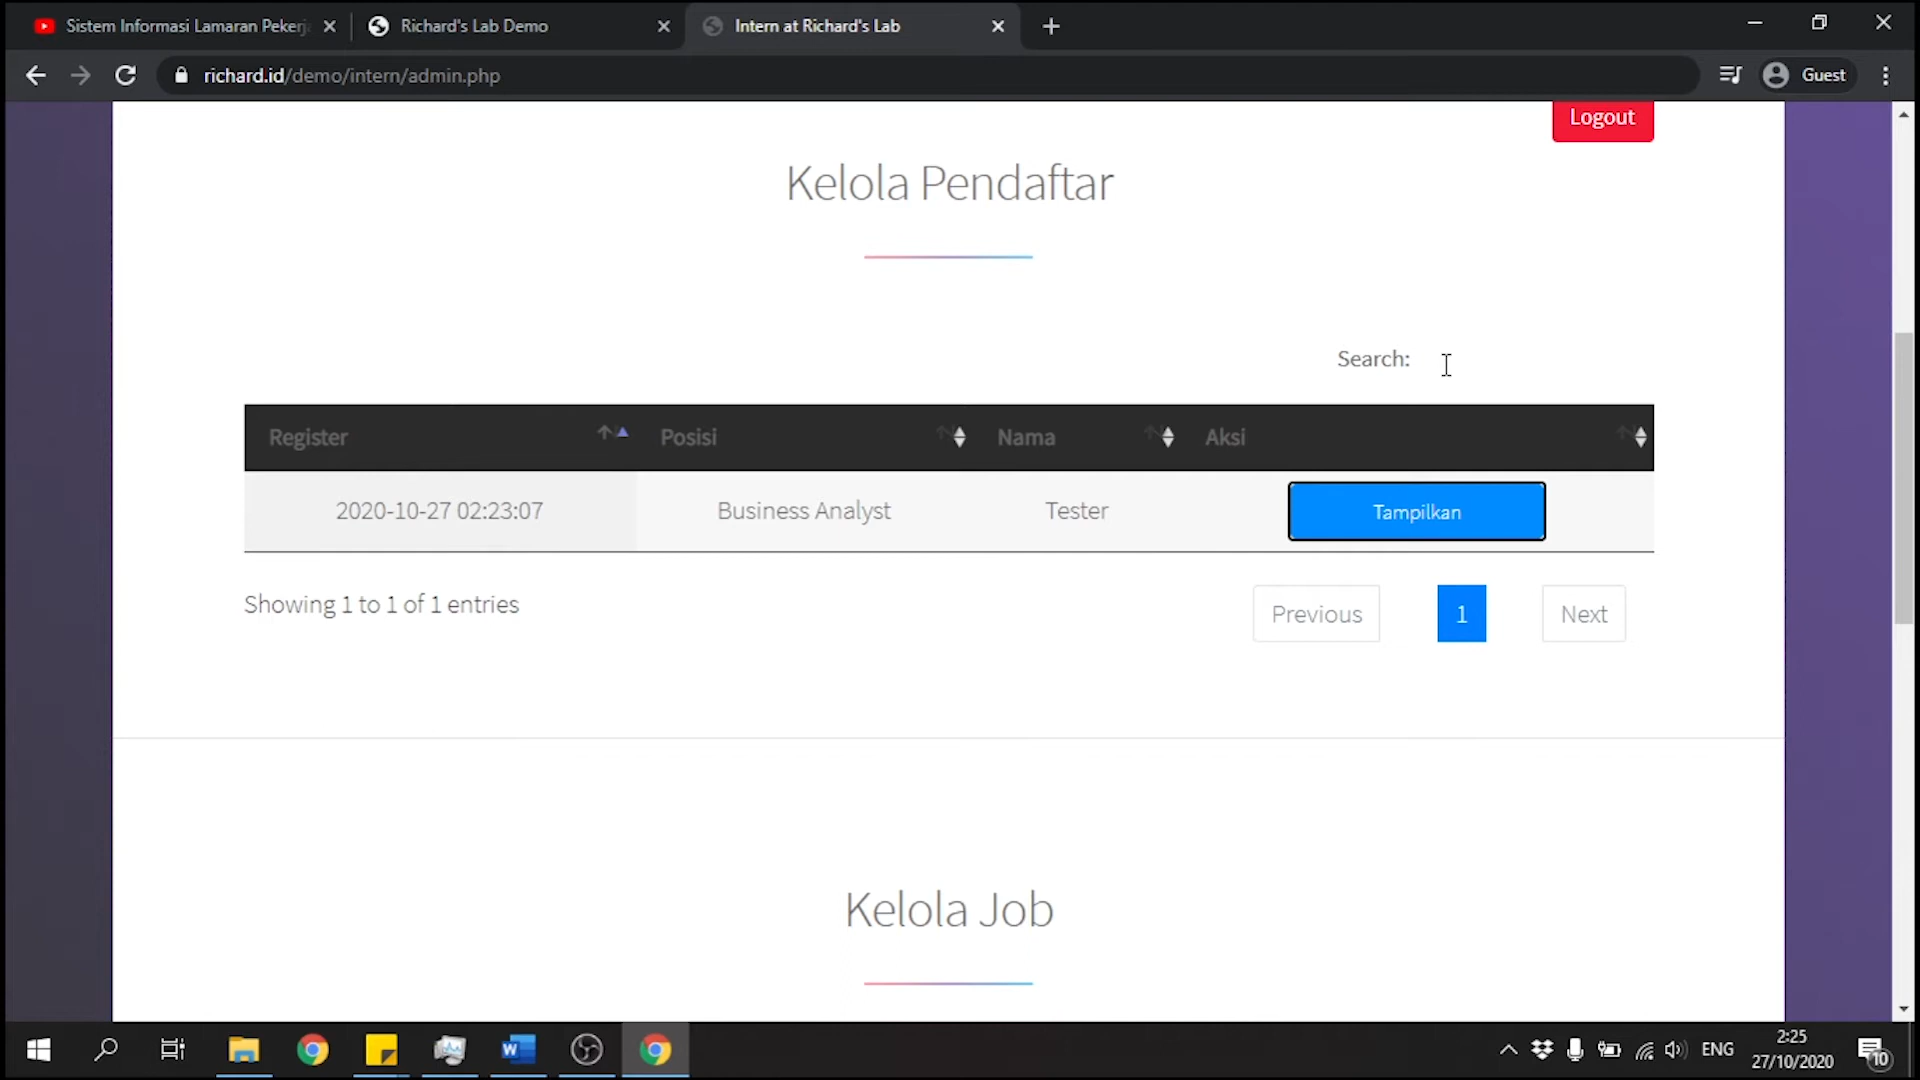 Sistem Informasi Lamaran Pekerj
Richard's Lab Demo
Intern at Richard's Lab
richard.id/demo/intern/admin.php
Guest
Logout
Kelola Pendaftar
Search:
Register Posisi Nama Aksi
2020-10-27 02:23:07 Business Analyst Tester Tampilkan
Showing 1 to 1 of 1 entries
Previous 1 Next
Kelola Job
ENG
2:25
27/10/2020
10